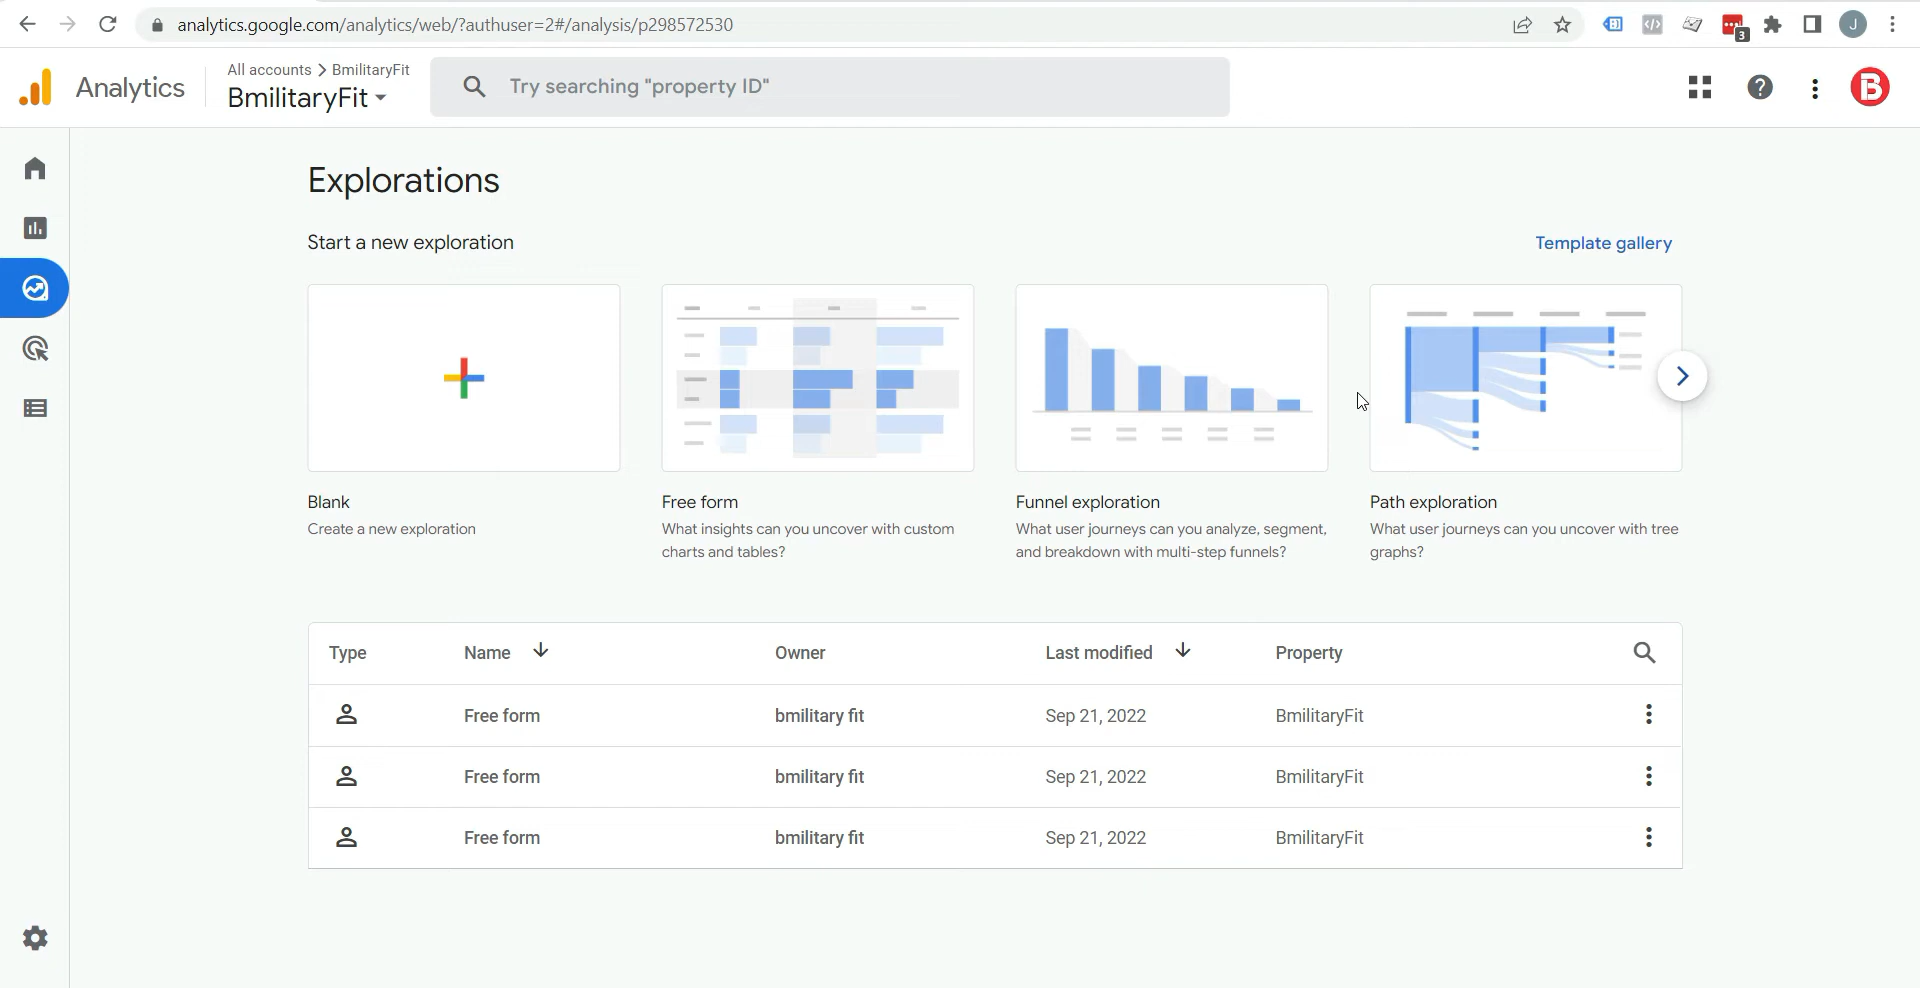 analytics.google.com/analytics/web/?authuser=2#/analysis/p298572530
3
J
Analytics
All accounts > BmilitaryFit
BmilitaryFit
Try searching "property ID"
B
Explorations
Start a new exploration
Template gallery
Blank
Create a new exploration
Free form
What insights can you uncover with custom
charts and tables?
Funnel exploration
What user journeys can you analyze, segment,
and breakdown with multi-step funnels?
Path exploration
What user journeys can you uncover with tree
graphs?
Type Name Owner Last modified Property
Free form bmilitary fit Sep 21, 2022 BmilitaryFit
Free form bmilitary fit Sep 21, 2022 BmilitaryFit
Free form bmilitary fit Sep 21, 2022 BmilitaryFit